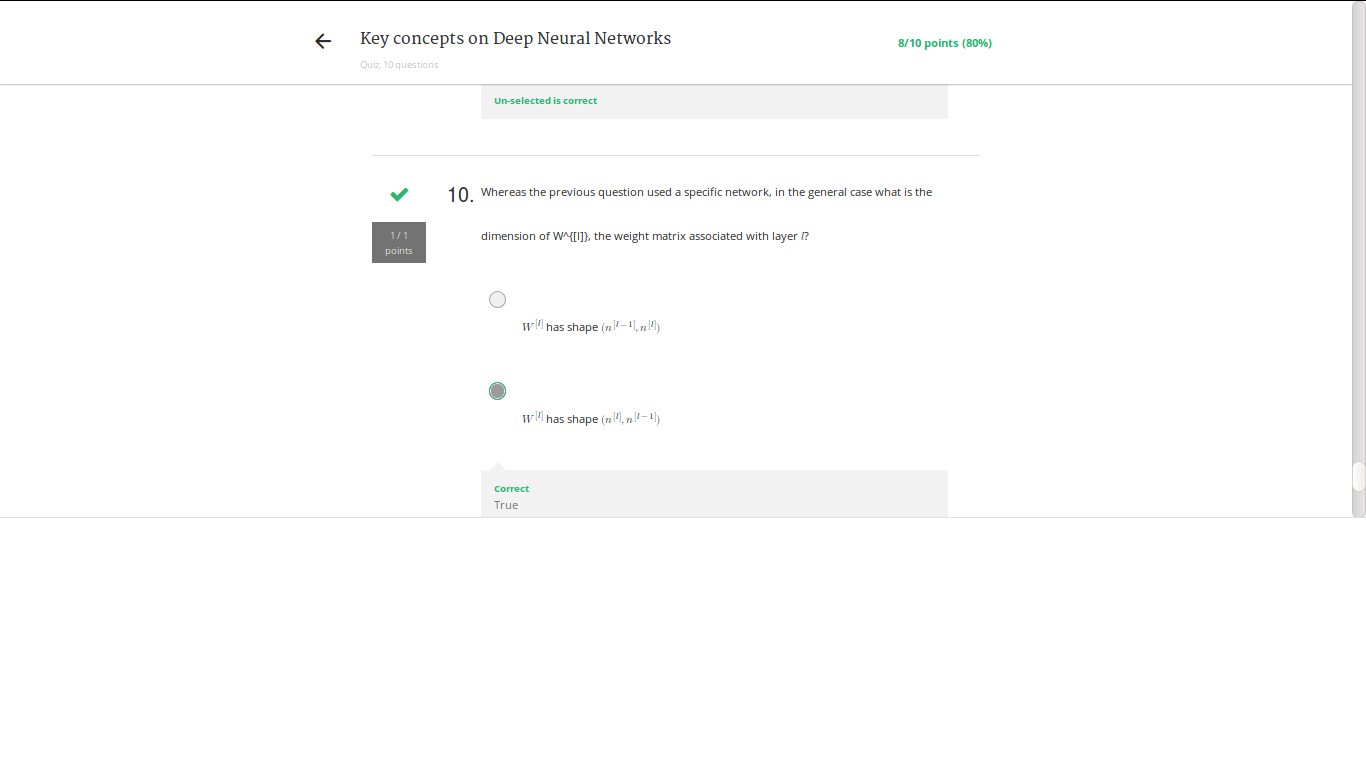 Key concepts on Deep Neural Networks
8/10 points (80%)
Quiz, 10 questions
Un-selected is correct
10. Whereas the previous question used a specific network, in the general case what is the
1 / 1
points
dimension of W^{[l]}, the weight matrix associated with layer l?
W^{[l]} has shape (n^{[l−1]}, n^{[l]})
W^{[l]} has shape (n^{[l]}, n^{[l−1]})
Correct
True